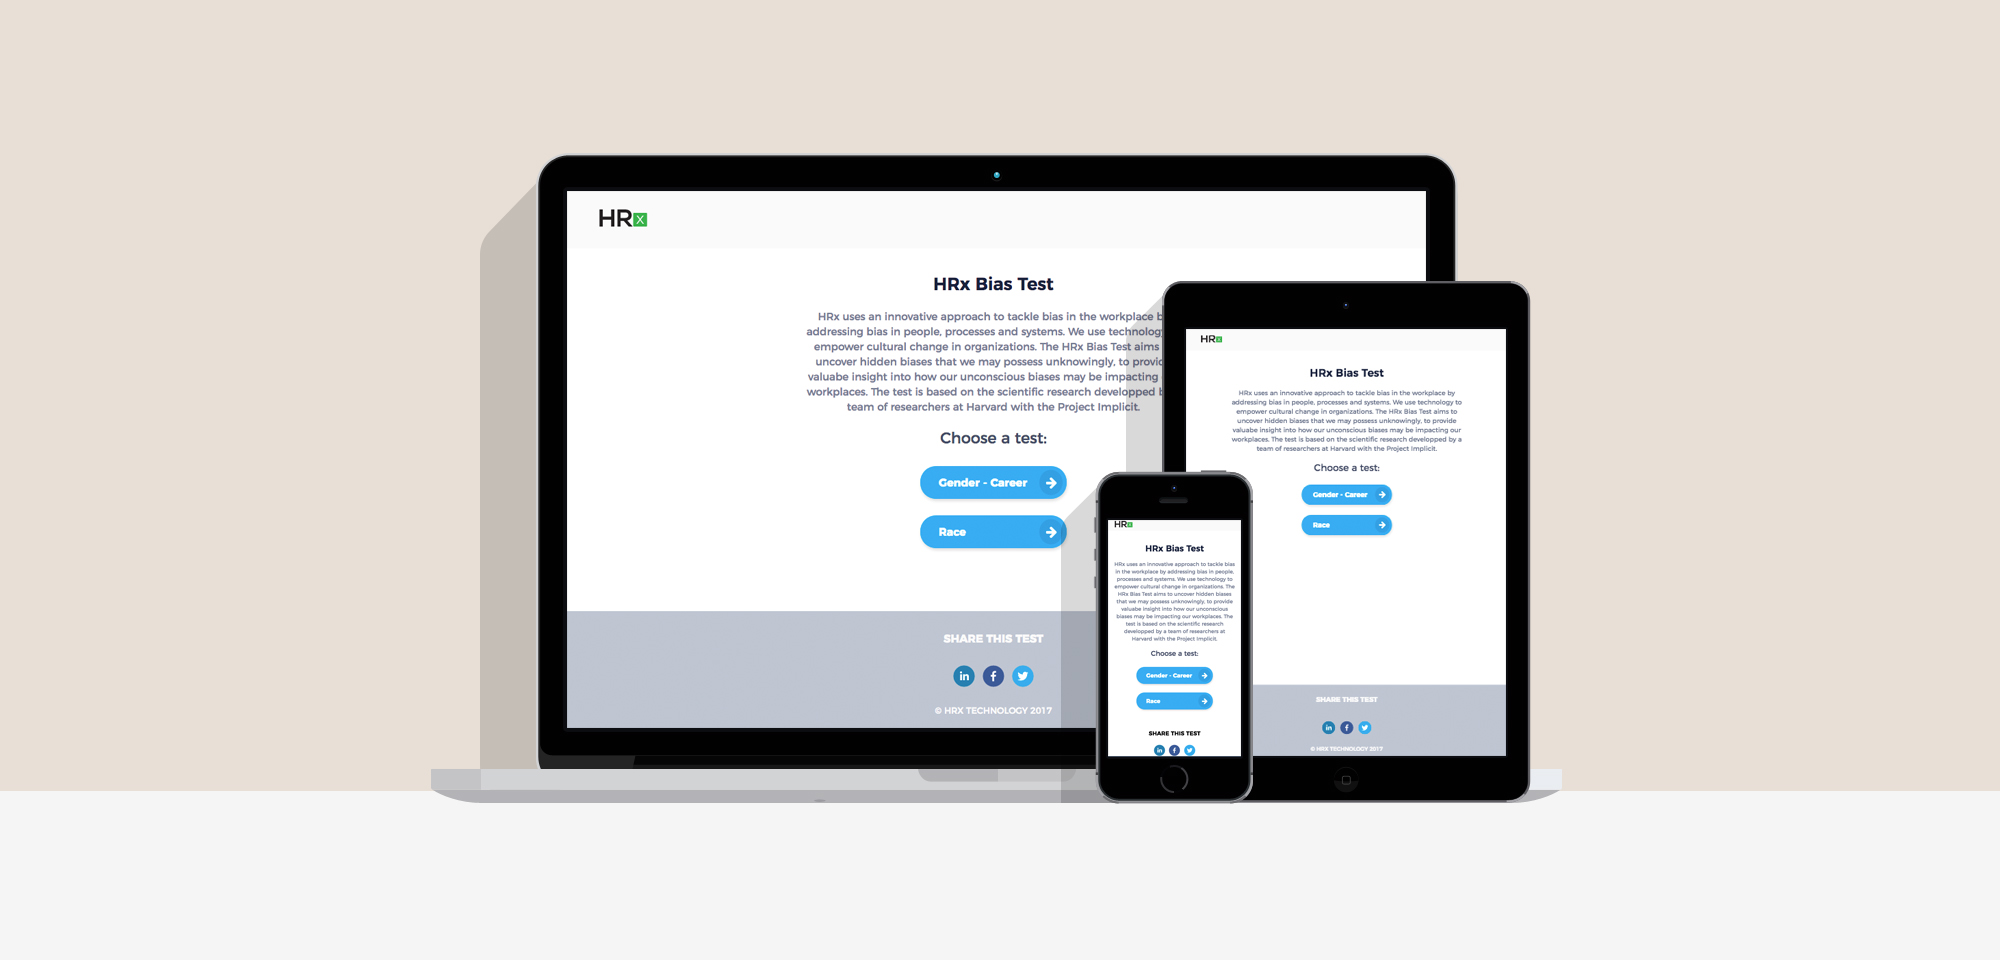 HRx
HRx Bias Test
HRx uses an innovative approach to tackle bias in the workplace b
addressing bias in people, processes and systems. We use technolog
empower cultural change in organizations. The HRx Bias Test aims
uncover hidden biases that we may possess unknowingly, to provid
valuabe insight into how our unconscious biases may be impacting
workplaces. The test is based on the scientific research developped b
team of researchers at Harvard with the Project Implicit.
Choose a test:
Gender - Career
Race
SHARE THIS TEST
in f
© HRX TECHNOLOGY 2017
HRx
HRx Bias Test
HRx uses an innovative approach to tackle bias in the workplace by
addressing bias in people, processes and systems. We use technology to
empower cultural change in organizations. The HRx Bias Test aims to
uncover hidden biases that we may possess unknowingly, to provide
valuabe insight into how our unconscious biases may be impacting our
workplaces. The test is based on the scientific research developped by a
team of researchers at Harvard with the Project Implicit.
Choose a test:
Gender - Career
Race
SHARE THIS TEST
in f
© HRX TECHNOLOGY 2017
HRx
HRx Bias Test
HRx uses an innovative approach to tackle bias
in the workplace by addressing bias in people,
processes and systems. We use technology to
empower cultural change in organizations. The
HRx Bias Test aims to uncover hidden biases
that we may possess unknowingly, to provide
valuabe insight into how our unconscious
biases may be impacting our workplaces. The
test is based on the scientific research
developped by a team of researchers at
Harvard with the Project Implicit.
Choose a test:
Gender - Career
Race
SHARE THIS TEST
in f